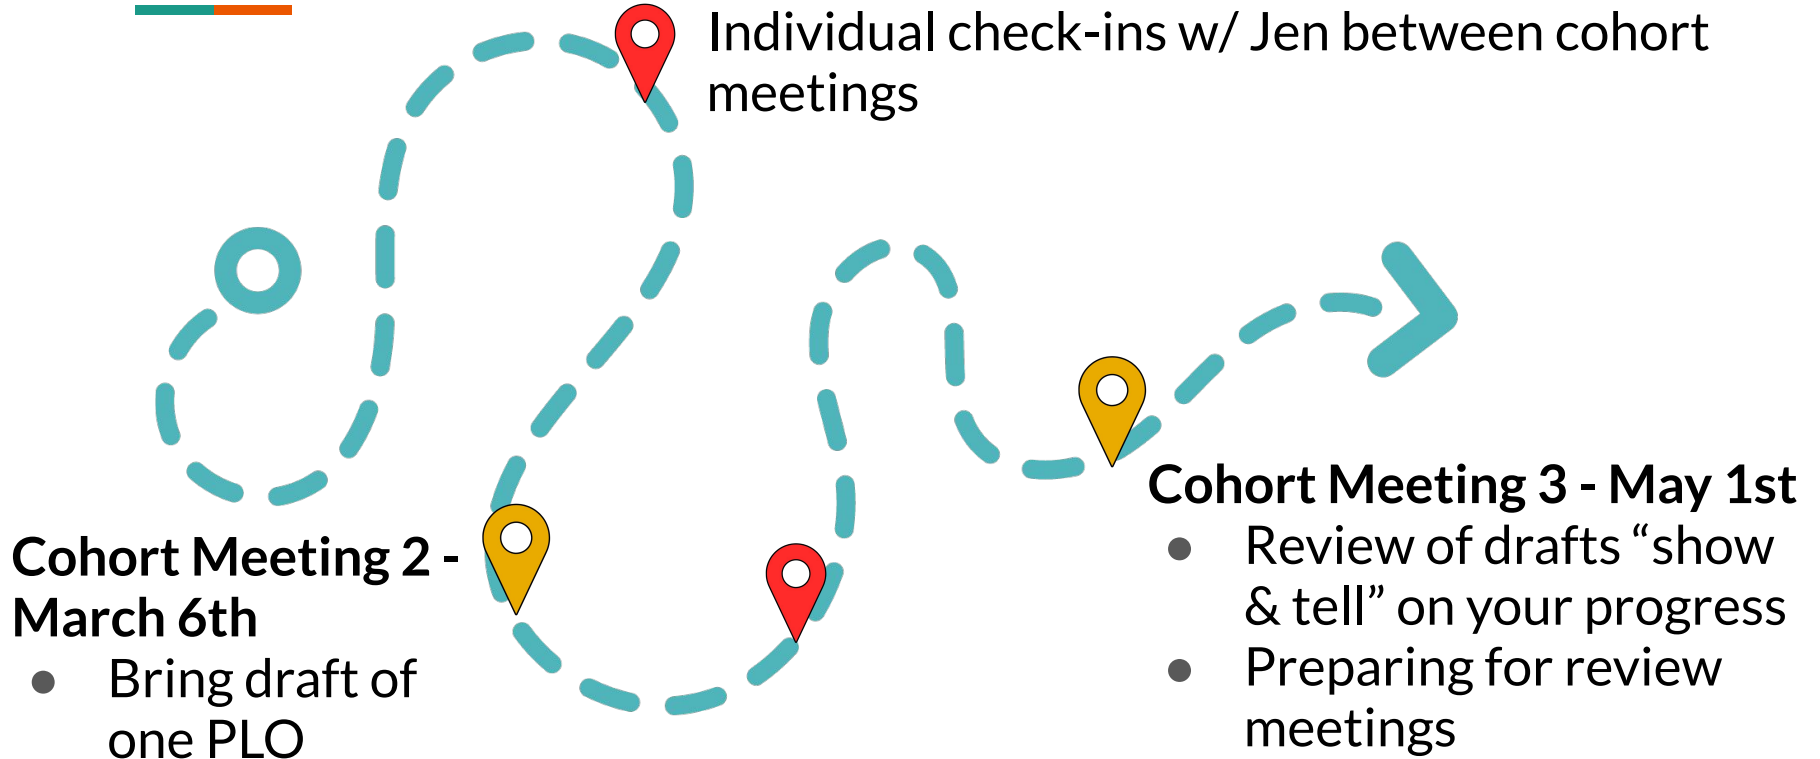 Individual check-ins w/ Jen between cohort
meetings
Cohort Meeting 2 -
March 6th
● Bring draft of
one PLO
Cohort Meeting 3 - May 1st
● Review of drafts “show
& tell” on your progress
● Preparing for review
meetings